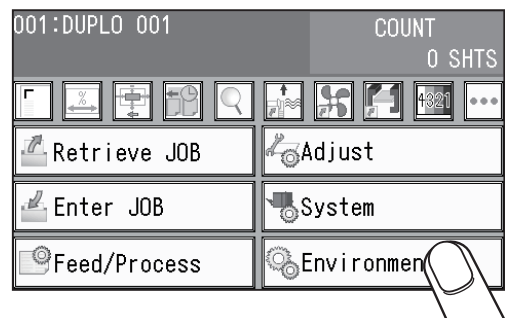 001:DUPLO 001
COUNT
0 SHTS
%
4321
Retrieve JOB
Adjust
Enter JOB
System
Feed/Process
Environmen